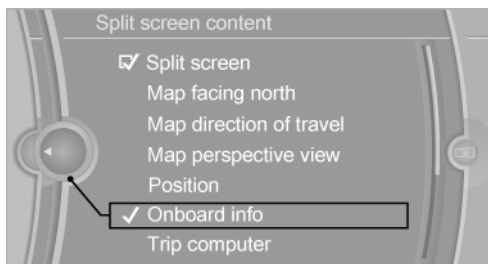 Split screen content
Split screen
Map facing north
Map direction of travel
Map perspective view
Position
Onboard info
Trip computer